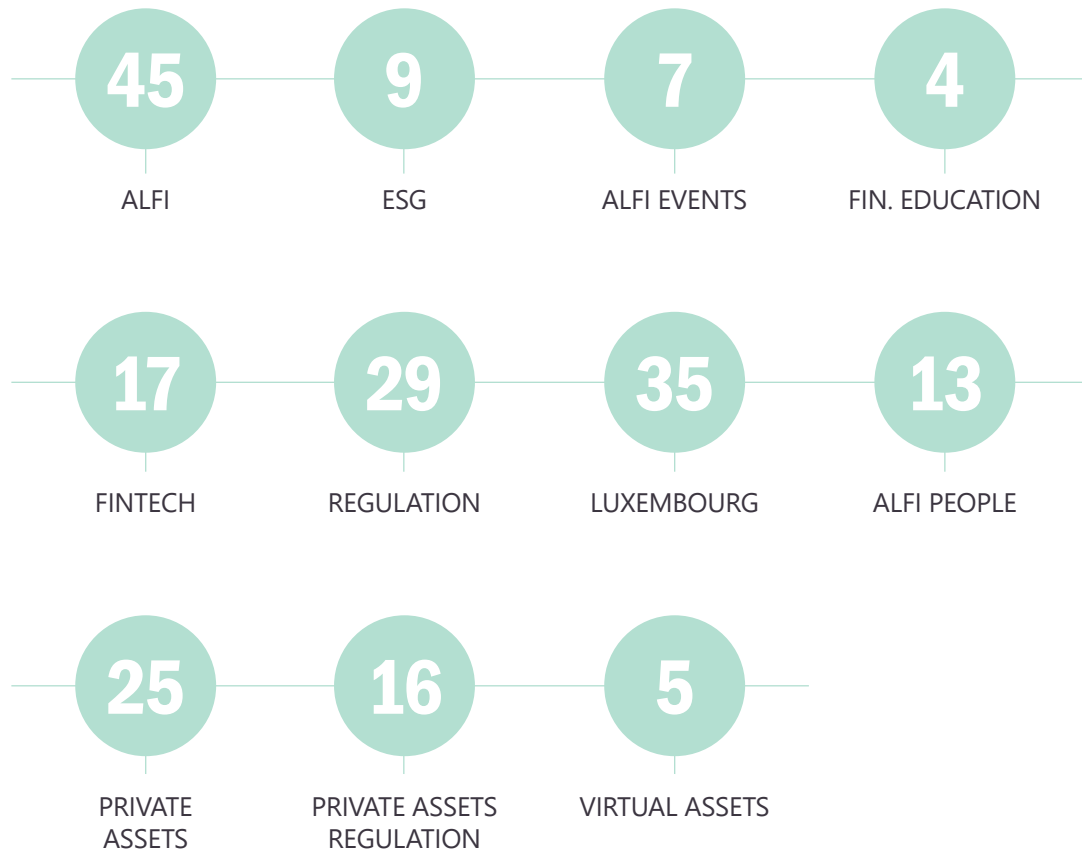 45
9
7
4
ALFI
ESG
ALFI EVENTS
FIN. EDUCATION
17
29
35
13
FINTECH
REGULATION
LUXEMBOURG
ALFI PEOPLE
25
16
5
PRIVATE
ASSETS
PRIVATE ASSETS
REGULATION
VIRTUAL ASSETS